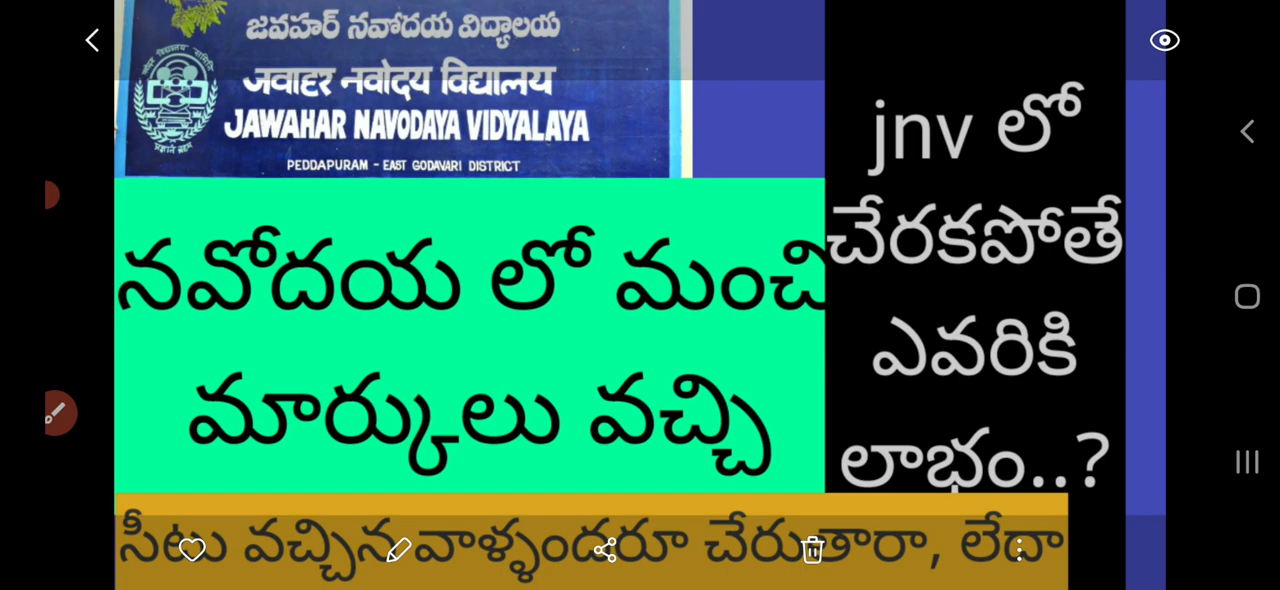 జవహర్ నవోదయ విద్యాలయ
जवाहर नवोदय विद्यालय
JAWAHAR NAVODAYA VIDYALAYA
PEDDAPURAM - EAST GODAVARI DISTRICT
నవోదయ లో మంచి
మార్కులు వచ్చి
jnv లో
చేరకపోతే
ఎవరికి
లాభం..?
సీటు వచ్చిన వాళ్ళందరూ చేరుతారా, లేదా